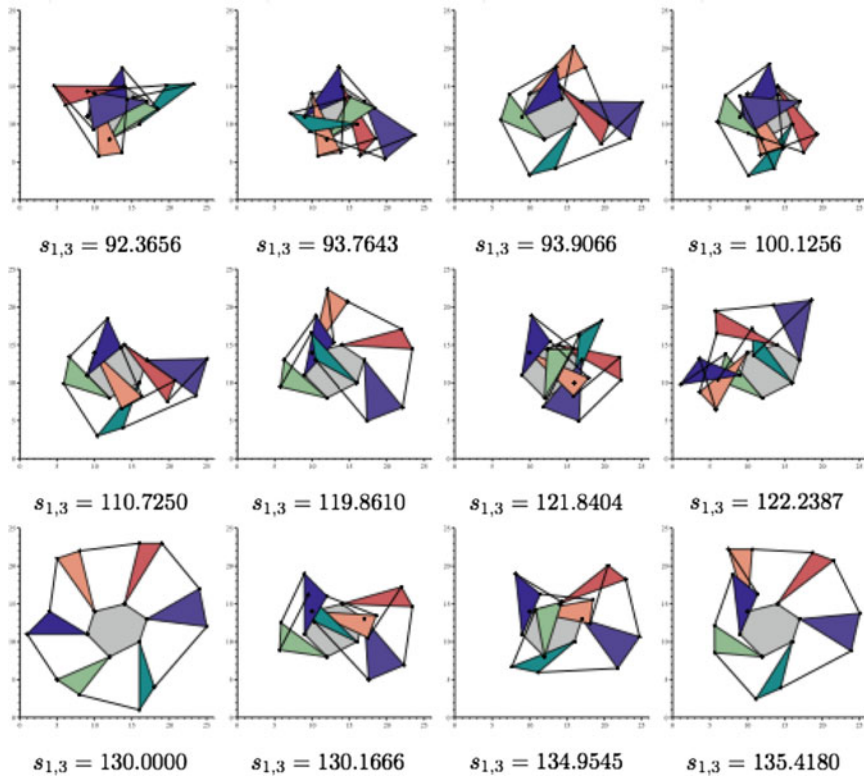 s₁,₃ = 92.3656 s₁,₃ = 93.7643 s₁,₃ = 93.9066 s₁,₃ = 100.1256
s₁,₃ = 110.7250 s₁,₃ = 119.8610 s₁,₃ = 121.8404 s₁,₃ = 122.2387
s₁,₃ = 130.0000 s₁,₃ = 130.1666 s₁,₃ = 134.9545 s₁,₃ = 135.4180